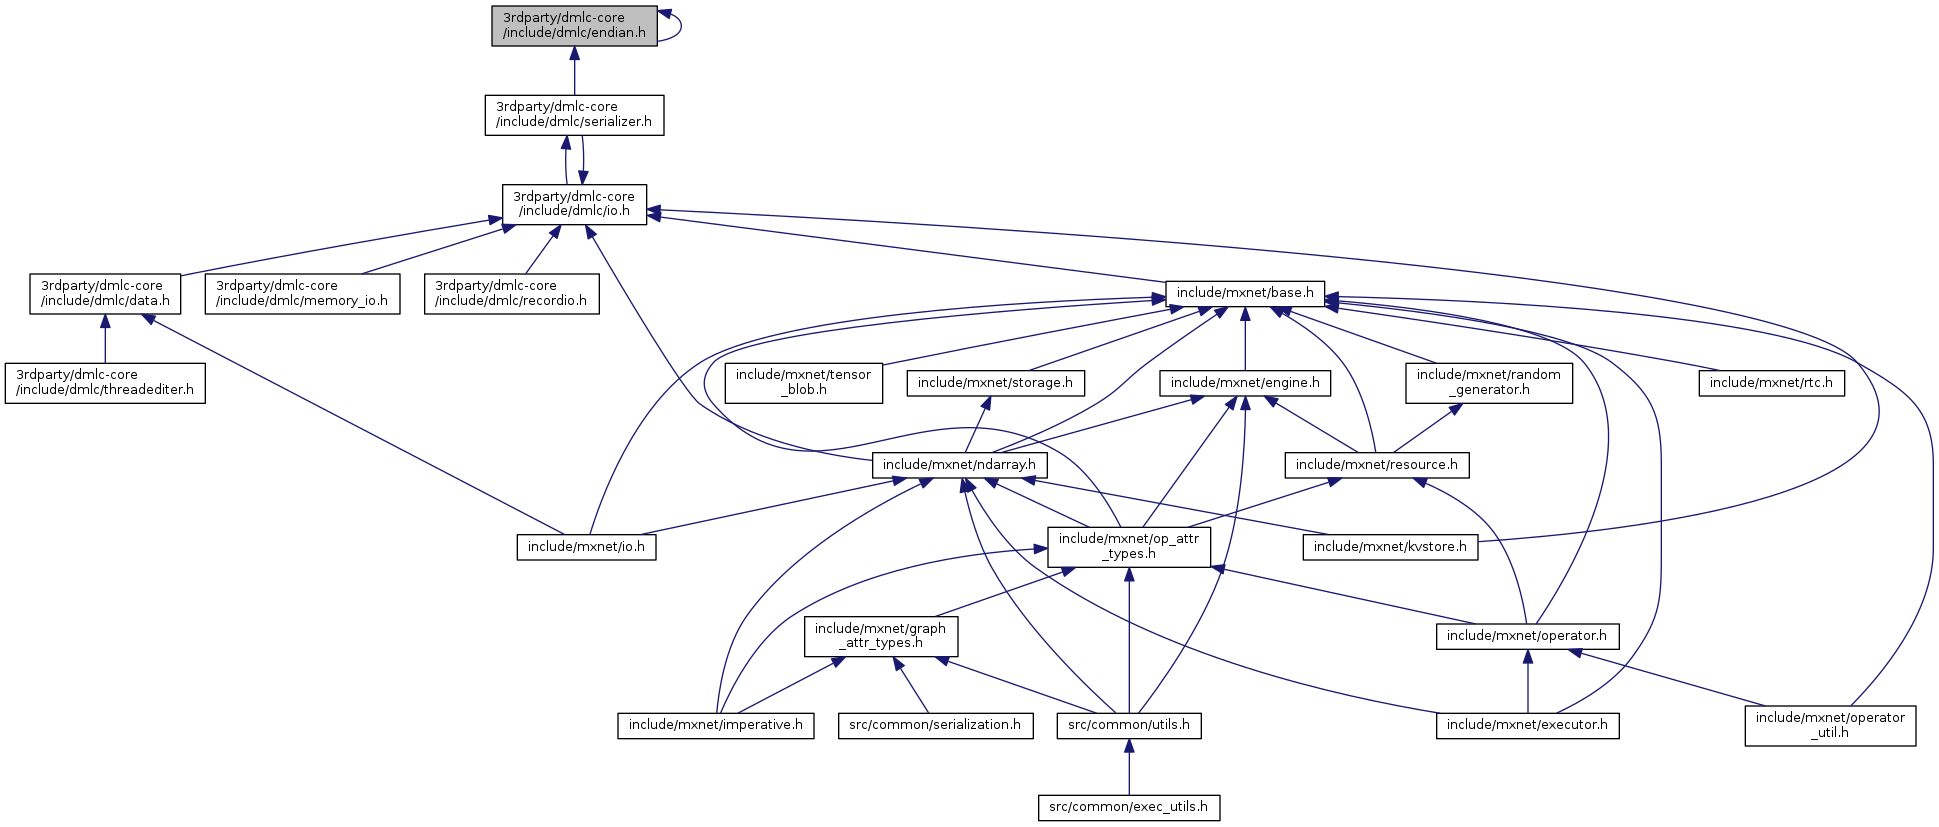 3rdparty/dmlc-core
/include/dmlc/endian.h
3rdparty/dmlc-core
/include/dmlc/serializer.h
3rdparty/dmlc-core
/include/dmlc/io.h
3rdparty/dmlc-core
/include/dmlc/data.h
3rdparty/dmlc-core
/include/dmlc/memory_io.h
3rdparty/dmlc-core
/include/dmlc/recordio.h
include/mxnet/base.h
3rdparty/dmlc-core
/include/dmlc/threadediter.h
include/mxnet/tensor
_blob.h
include/mxnet/storage.h
include/mxnet/engine.h
include/mxnet/random
_generator.h
include/mxnet/rtc.h
include/mxnet/ndarray.h
include/mxnet/resource.h
include/mxnet/io.h
include/mxnet/op_attr
_types.h
include/mxnet/kvstore.h
include/mxnet/graph
_attr_types.h
include/mxnet/operator.h
include/mxnet/imperative.h
src/common/serialization.h
src/common/utils.h
include/mxnet/executor.h
include/mxnet/operator
_util.h
src/common/exec_utils.h